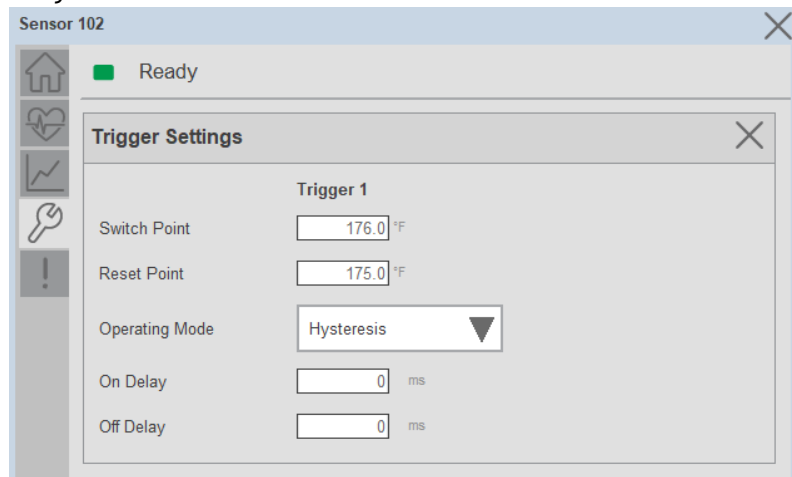 Sensor 102
Ready
Trigger Settings
Trigger 1
Switch Point 176.0 °F
Reset Point 175.0 °F
Operating Mode Hysteresis
On Delay 0 ms
Off Delay 0 ms